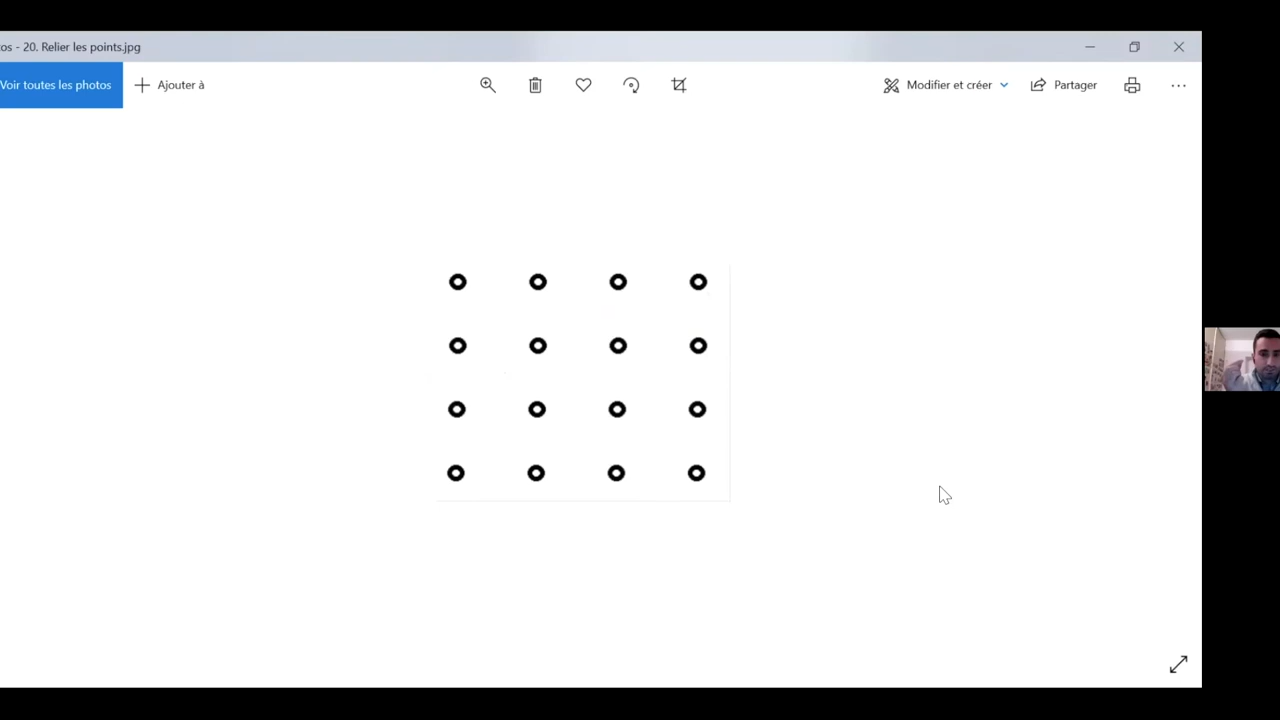 os - 20. Relier les points.jpg
Voir toutes les photos
Ajouter à
Modifier et créer
Partager